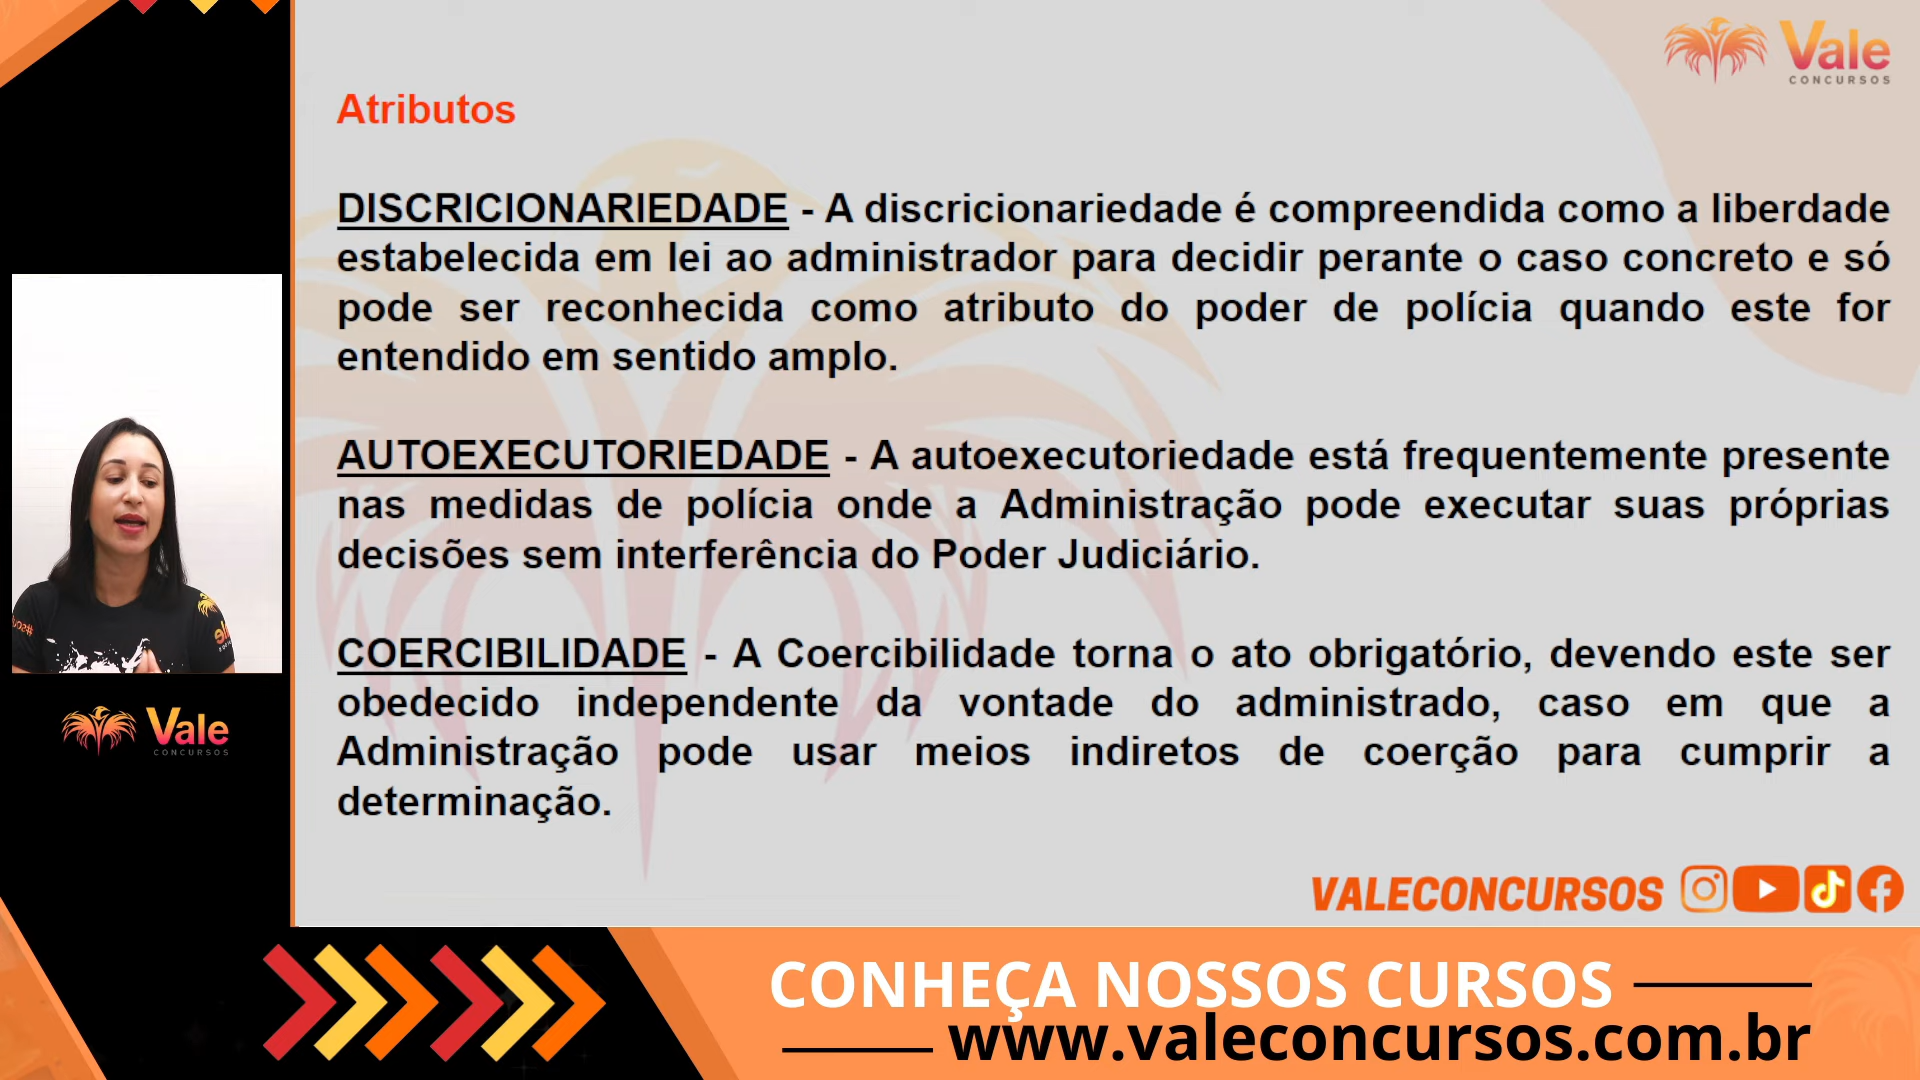 Vale
CONCURSOS
Atributos
DISCRICIONARIEDADE - A discricionariedade é compreendida como a liberdade
estabelecida em lei ao administrador para decidir perante o caso concreto e só
pode ser reconhecida como atributo do poder de polícia quando este for
entendido em sentido amplo.
AUTOEXECUTORIEDADE - A autoexecutoriedade está frequentemente presente
nas medidas de polícia onde a Administração pode executar suas próprias
decisões sem interferência do Poder Judiciário.
COERCIBILIDADE - A Coercibilidade torna o ato obrigatório, devendo este ser
obedecido independente da vontade do administrado, caso em que a
Administração pode usar meios indiretos de coerção para cumprir a
determinação.
Vale
Vale
CONCURSOS
VALECONCURSOS
CONHEÇA NOSSOS CURSOS
www.valeconcursos.com.br